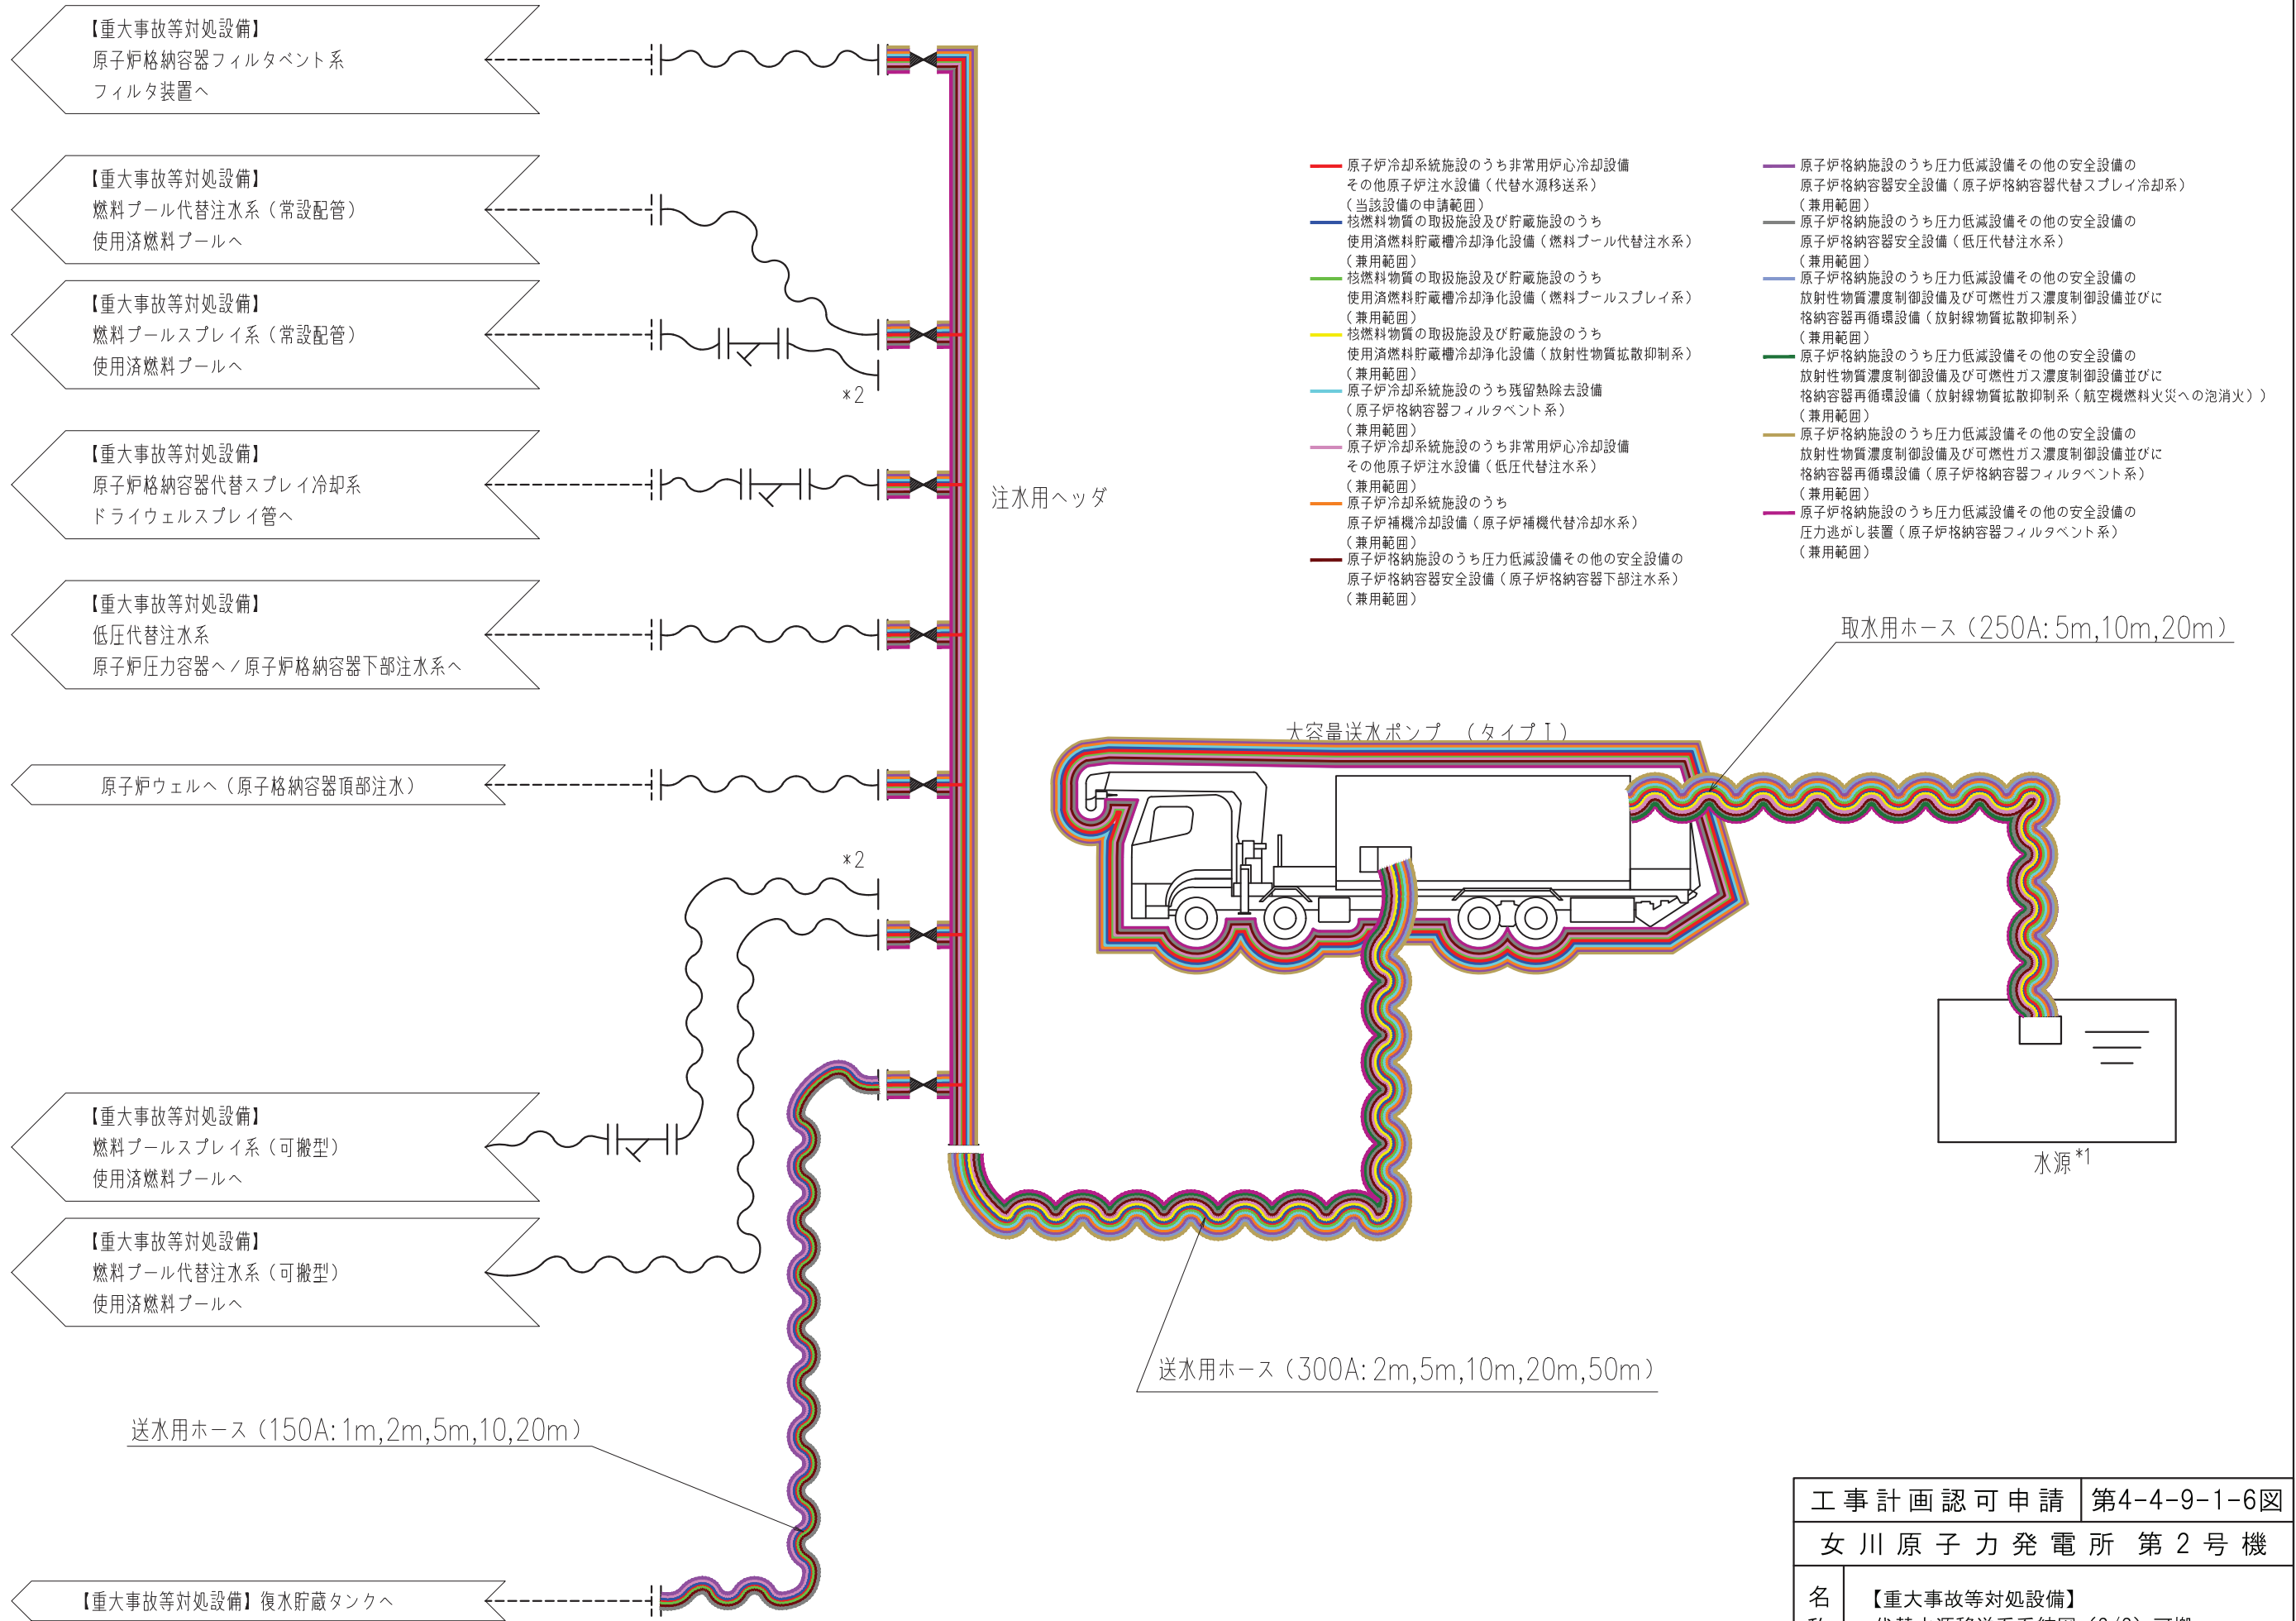 【重大事故等対処設備】
原子炉格納容器フィルタベント系
フィルタ装置へ
【重大事故等対処設備】
燃料プール代替注水系（常設配管）
使用済燃料プールへ
【重大事故等対処設備】
燃料プールスプレイ系（常設配管）
使用済燃料プールへ
*2
【重大事故等対処設備】
原子炉格納容器代替スプレイ冷却系
ドライウェルスプレイ管へ
【重大事故等対処設備】
低圧代替注水系
原子炉圧力容器へ／原子炉格納容器下部注水系へ
原子炉ウェルへ（原子格納容器頂部注水）
*2
【重大事故等対処設備】
燃料プールスプレイ系（可搬型）
使用済燃料プールへ
【重大事故等対処設備】
燃料プール代替注水系（可搬型）
使用済燃料プールへ
送水用ホース（150A:1m,2m,5m,10,20m）
【重大事故等対処設備】復水貯蔵タンクへ
注水用ヘッダ
原子炉冷却系統施設のうち非常用炉心冷却設備
その他原子炉注水設備（代替水源移送系）
（当該設備の申請範囲）
核燃料物質の取扱施設及び貯蔵施設のうち
使用済燃料貯蔵槽冷却浄化設備（燃料プール代替注水系）
（兼用範囲）
核燃料物質の取扱施設及び貯蔵施設のうち
使用済燃料貯蔵槽冷却浄化設備（燃料プールスプレイ系）
（兼用範囲）
核燃料物質の取扱施設及び貯蔵施設のうち
使用済燃料貯蔵槽冷却浄化設備（放射性物質拡散抑制系）
（兼用範囲）
原子炉冷却系統施設のうち残留熱除去設備
（原子炉格納容器フィルタベント系）
（兼用範囲）
原子炉冷却系統施設のうち非常用炉心冷却設備
その他原子炉注水設備（低圧代替注水系）
（兼用範囲）
原子炉冷却系統施設のうち
原子炉補機冷却設備（原子炉補機代替冷却水系）
（兼用範囲）
原子炉格納施設のうち圧力低減設備その他の安全設備の
原子炉格納容器安全設備（原子炉格納容器下部注水系）
（兼用範囲）
原子炉格納施設のうち圧力低減設備その他の安全設備の
原子炉格納容器安全設備（原子炉格納容器代替スプレイ冷却系）
（兼用範囲）
原子炉格納施設のうち圧力低減設備その他の安全設備の
原子炉格納容器安全設備（低圧代替注水系）
（兼用範囲）
原子炉格納施設のうち圧力低減設備その他の安全設備の
放射性物質濃度制御設備及び可燃性ガス濃度制御設備並びに
格納容器再循環設備（放射線物質拡散抑制系）
（兼用範囲）
原子炉格納施設のうち圧力低減設備その他の安全設備の
放射性物質濃度制御設備及び可燃性ガス濃度制御設備並びに
格納容器再循環設備（放射線物質拡散抑制系（航空機燃料火災への泡消火））
（兼用範囲）
原子炉格納施設のうち圧力低減設備その他の安全設備の
放射性物質濃度制御設備及び可燃性ガス濃度制御設備並びに
格納容器再循環設備（原子炉格納容器フィルタベント系）
（兼用範囲）
原子炉格納施設のうち圧力低減設備その他の安全設備の
圧力逃がし装置（原子炉格納容器フィルタベント系）
（兼用範囲）
取水用ホース（250A:5m,10m,20m）
大容量送水ポンプ　（タイプⅠ）
水源*1
送水用ホース（300A:2m,5m,10m,20m,50m）
工事計画認可申請　第4-4-9-1-6図
女川原子力発電所 第2号機
名 【重大事故等対処設備】